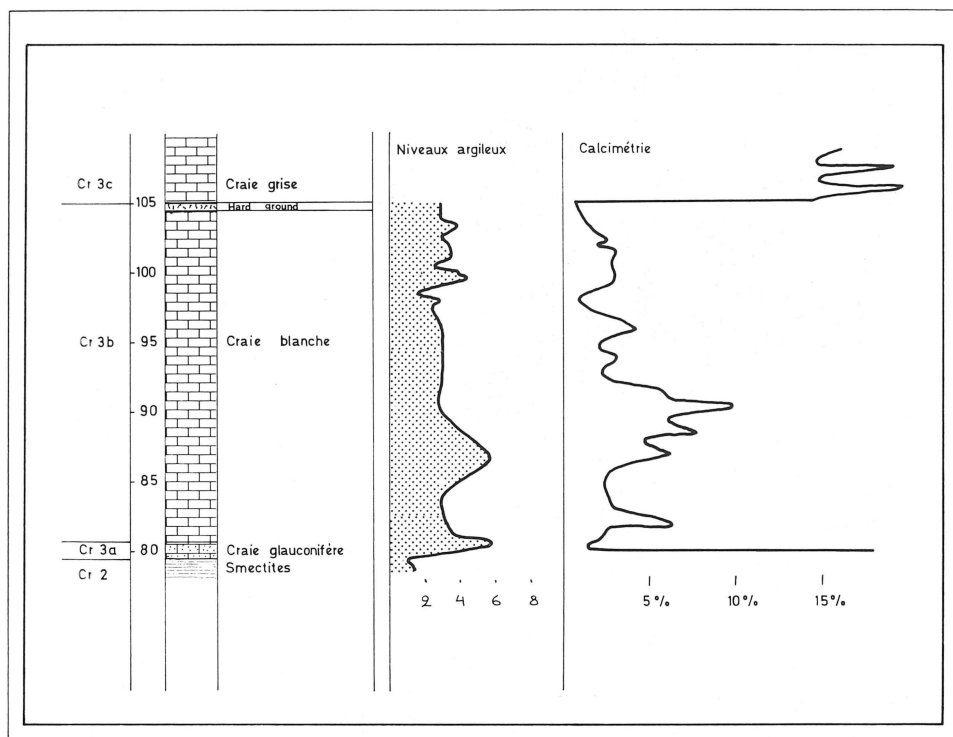 Niveaux argileux
Calcimétrie
Cr 3c
Craie grise
105
Hard ground
100
Cr 3b
95
Craie blanche
90
85
Cr 3a
80
Craie glauconifère
Cr 2
Smectites
2 4 6 8
5% 10% 15%